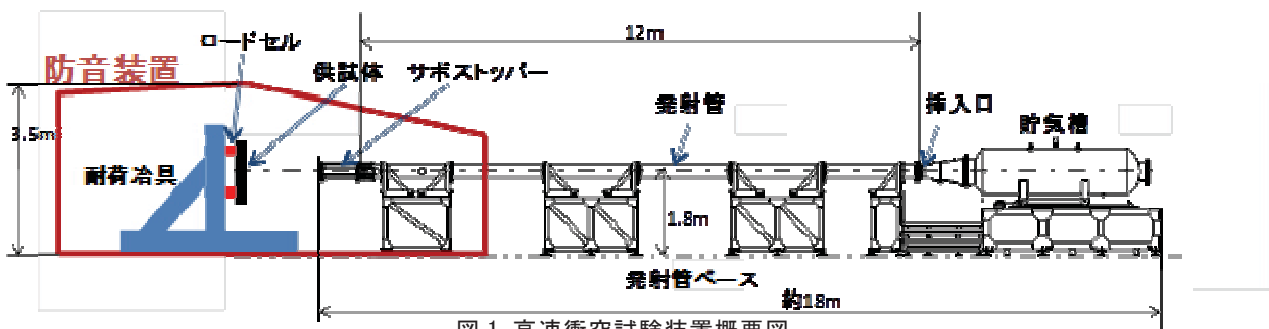 ロードセル
12m
防音装置
供試体
サボストッパー
発射管
挿入口
貯気槽
3.5m
耐荷冶具
1.8m
発射管ベース
約18m
図 1 高速衝突試験装置概要図